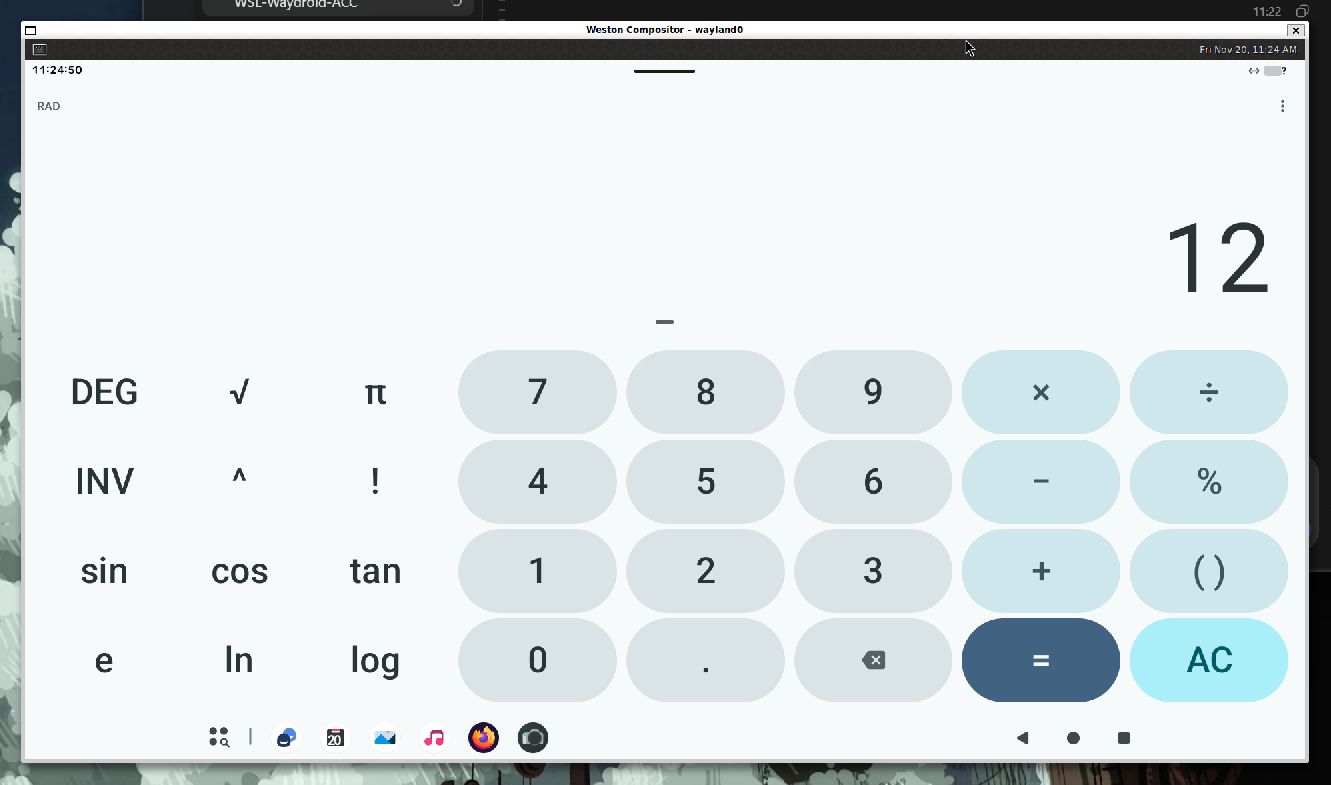 WSL-Waydroid-ACC
11:22
Weston Compositor - wayland0
Fri Nov 20, 11:24 AM
11:24:50
?
RAD
12
DEG √ π 7 8 9 × ÷
INV ^ ! 4 5 6 − %
sin cos tan 1 2 3 + ( )
e ln log 0 . = AC
20